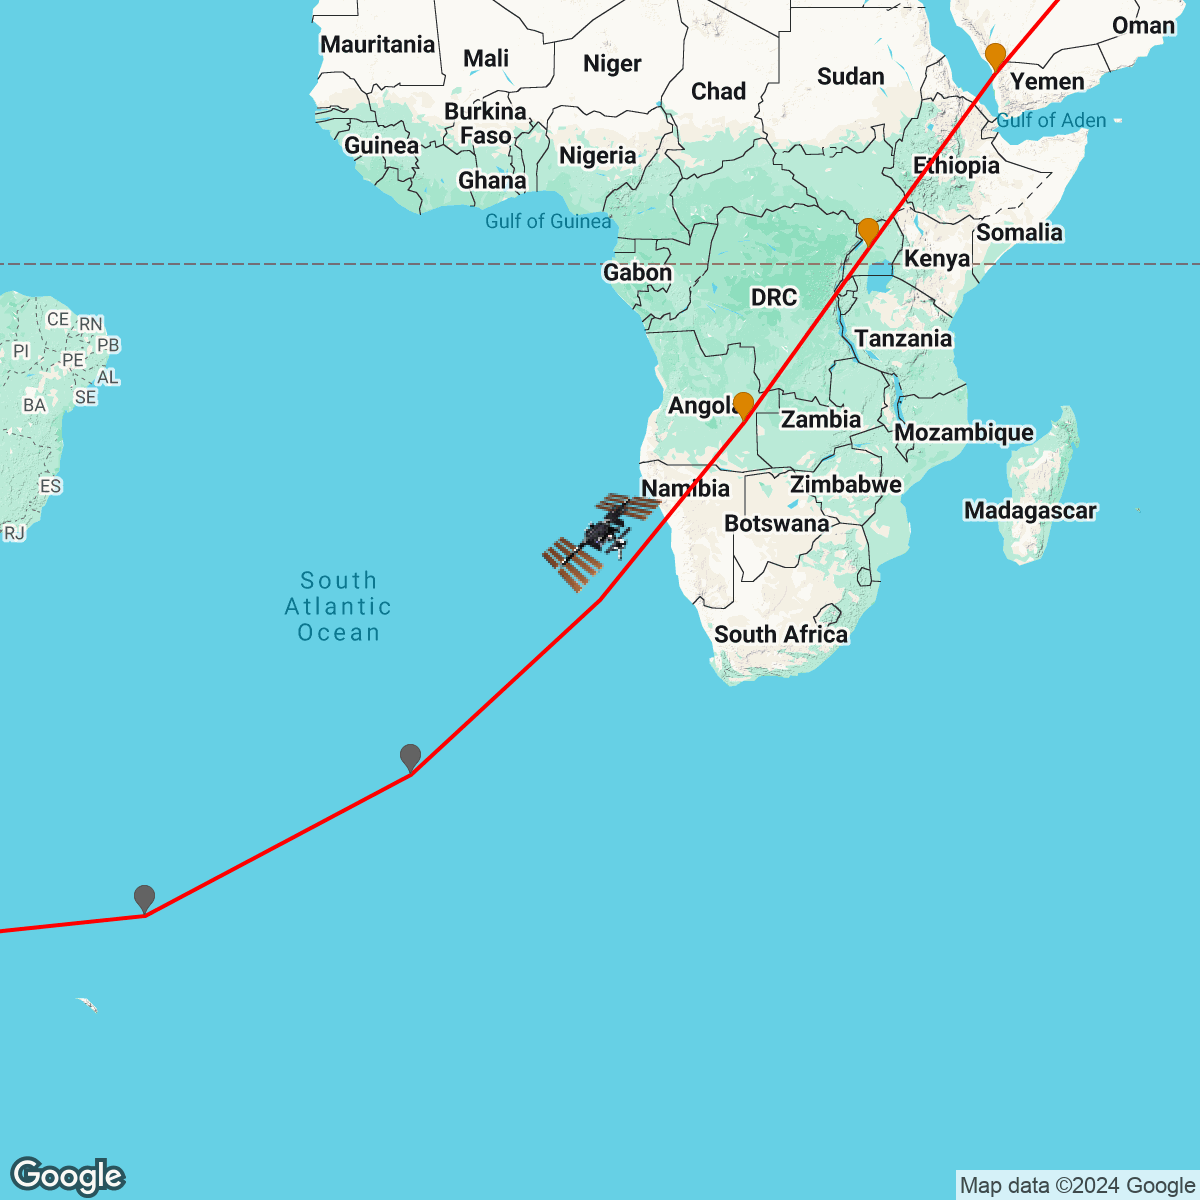 Oman
Mauritania
Mali
Niger
Chad
Sudan
Yemen
Burkina
Faso
Gulf of Aden
Guinea
Nigeria
Ethiopia
Ghana
Gulf of Guinea
Somalia
Kenya
Gabon
DRC
CE
RN
PB
PI
PE
Tanzania
AL
SE
BA
Angola
Zambia
Mozambique
ES
Namibia
Zimbabwe
Madagascar
Botswana
RJ
South
Atlantic
Ocean
South Africa
Google
Map data ©2024 Google